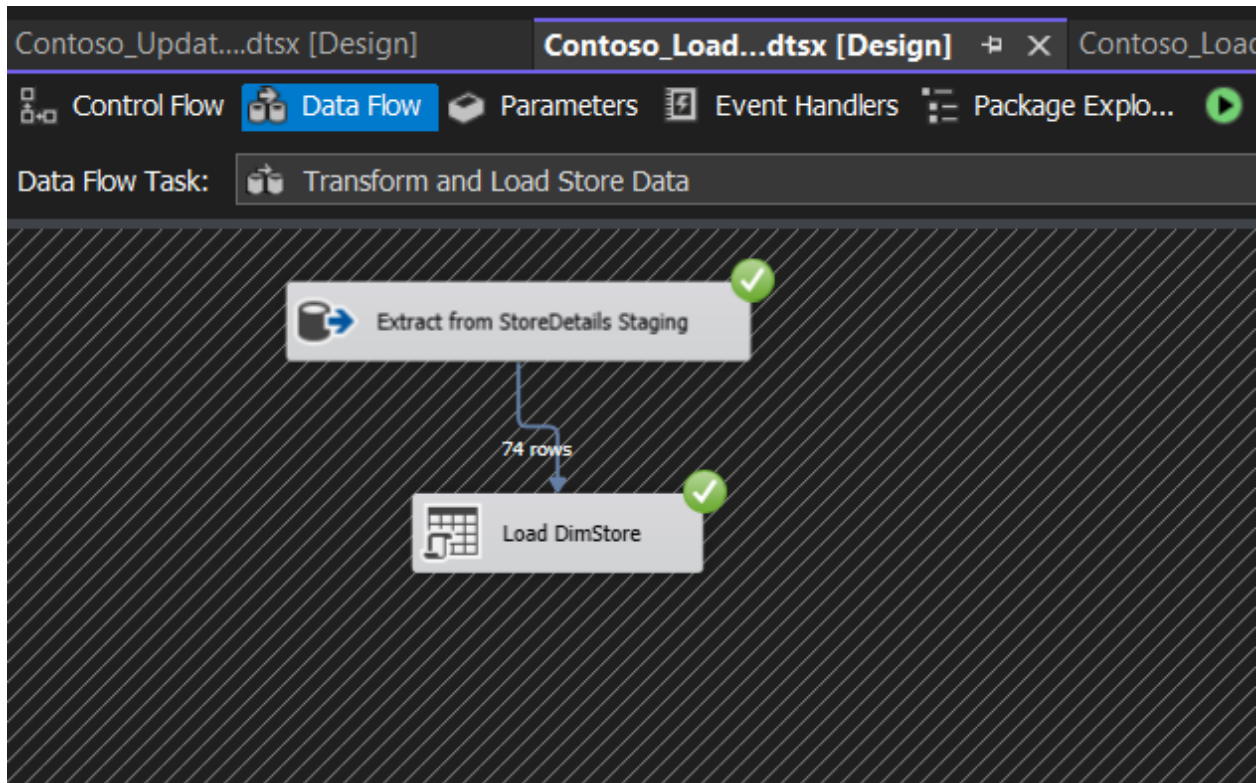 Contoso_Updat....dtsx [Design] Contoso_Load...dtsx [Design] Contoso_Load
Control Flow Data Flow Parameters Event Handlers Package Explo...
Data Flow Task: Transform and Load Store Data
Extract from StoreDetails Staging
74 rows
Load DimStore